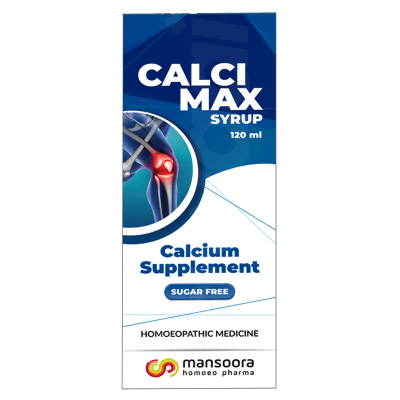 CALCI
MAX
SYRUP
120 ml
Calcium
Supplement
SUGAR FREE
HOMOEOPATHIC MEDICINE
mansoora
homoeo pharma